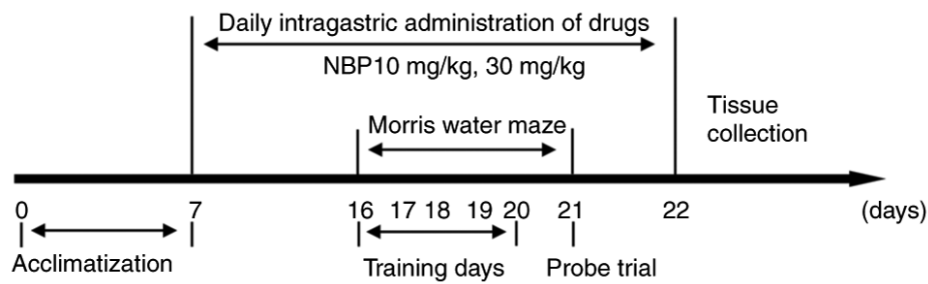 Daily intragastric administration of drugs
NBP10 mg/kg, 30 mg/kg
Morris water maze
Tissue
collection
0 7 16 17 18 19 20 21 22 (days)
Acclimatization Training days Probe trial